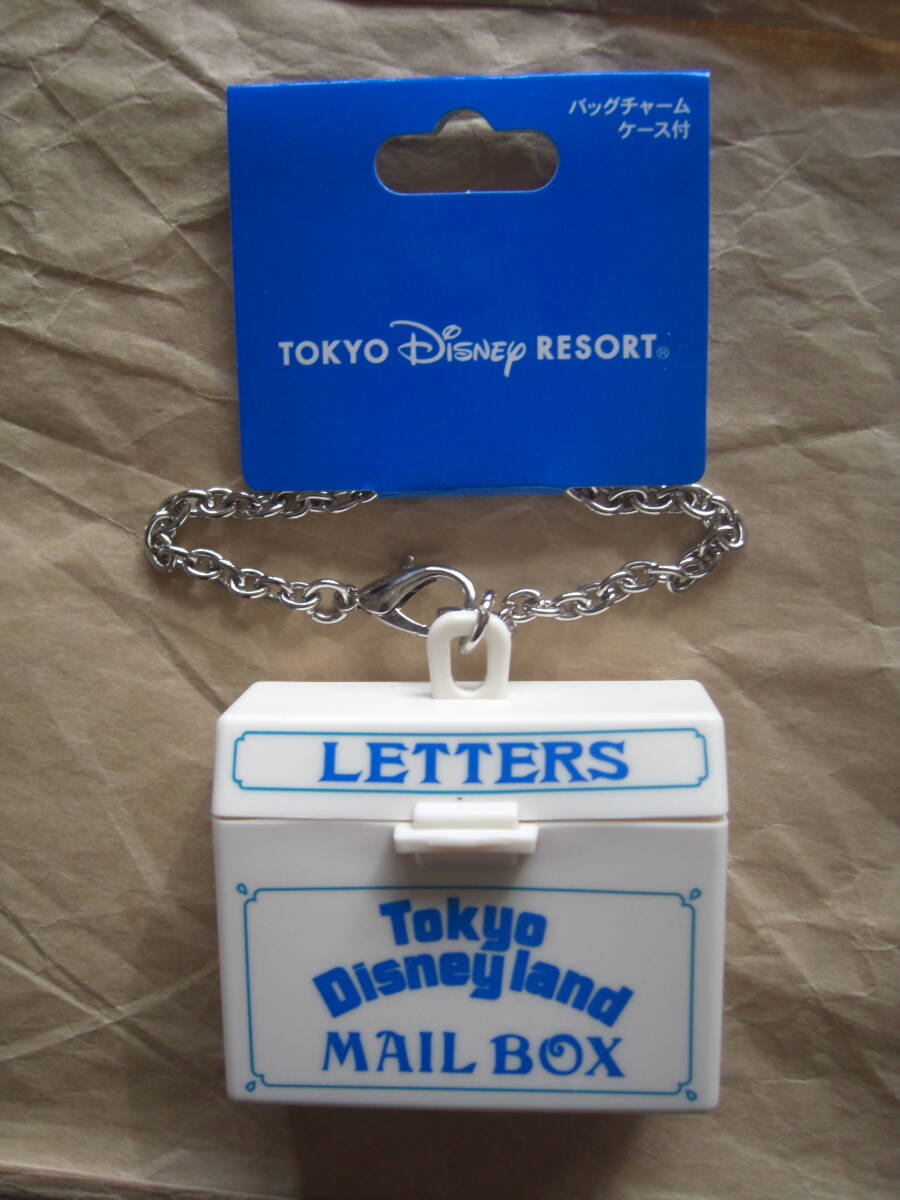 バッグチャーム
ケース付
TOKYO Disney RESORT®
LETTERS
Tokyo
Disneyland
MAIL BOX